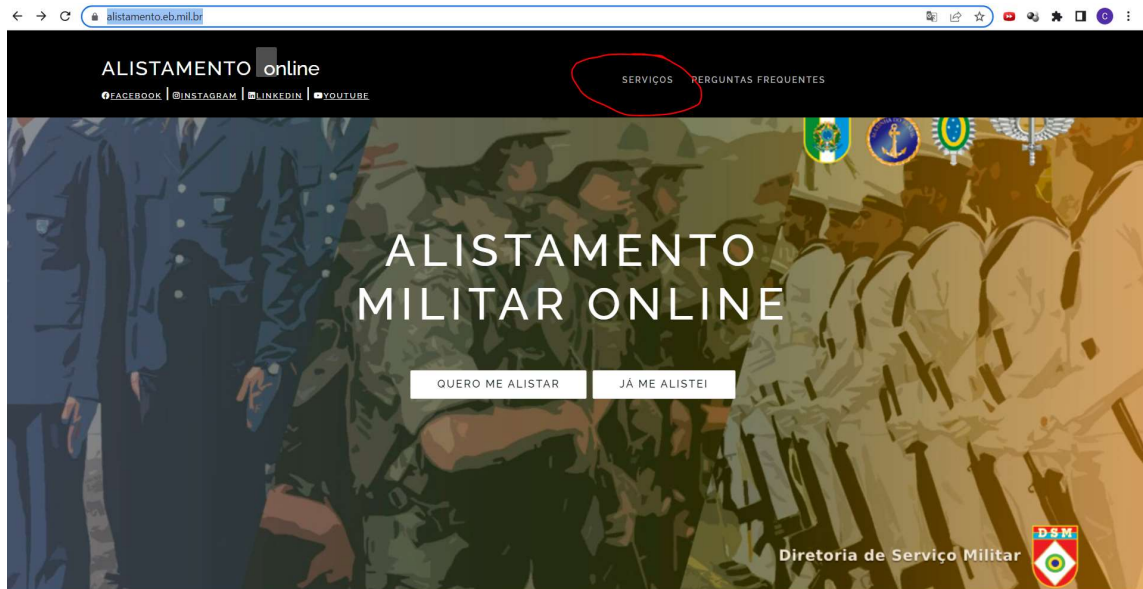 alistamento.eb.mil.br
ALISTAMENTO online
SERVIÇOS PERGUNTAS FREQUENTES
FACEBOOK | INSTAGRAM | LINKEDIN | YOUTUBE
ALISTAMENTO
MILITAR ONLINE
QUERO ME ALISTAR JÁ ME ALISTEI
Diretoria de Serviço Militar
DSM
C